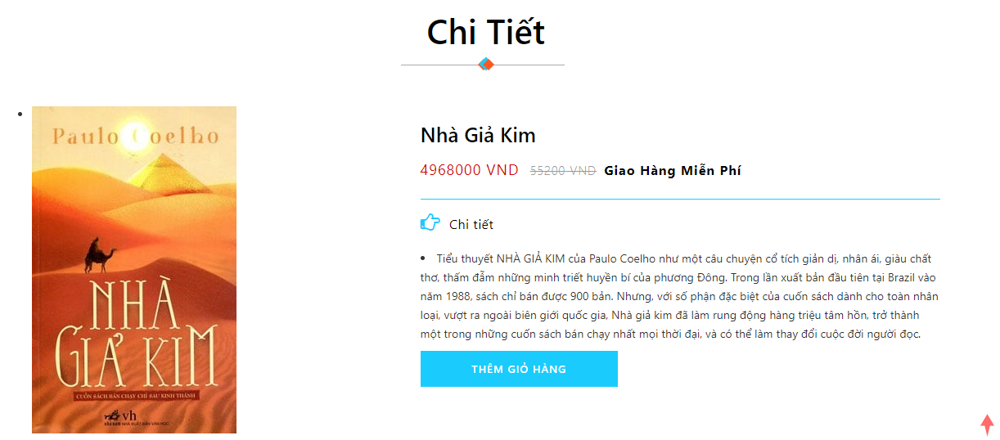 Chi Tiết
Paulo Coelho
NHÀ
GIẢ KIM
CUỐN SÁCH BÁN CHẠY CHỈ SAU KINH THÁNH
vh
NHÃ NAM NHÀ XUẤT BẢN VĂN HỌC
Nhà Giả Kim
4968000 VND 55200 VND Giao Hàng Miễn Phí
Chi tiết
Tiểu thuyết NHÀ GIẢ KIM của Paulo Coelho như một câu chuyện cổ tích giản dị, nhân ái, giàu chất
thơ, thấm đẫm những minh triết huyền bí của phương Đông. Trong lần xuất bản đầu tiên tại Brazil vào
năm 1988, sách chỉ bán được 900 bản. Nhưng, với số phận đặc biệt của cuốn sách dành cho toàn nhân
loại, vượt ra ngoài biên giới quốc gia, Nhà giả kim đã làm rung động hàng triệu tâm hồn, trở thành
một trong những cuốn sách bán chạy nhất mọi thời đại, và có thể làm thay đổi cuộc đời người đọc.
THÊM GIỎ HÀNG